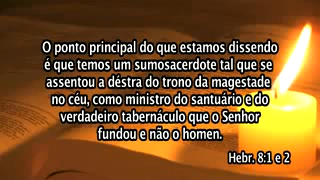 O ponto principal do que estamos dissendo
é que temos um sumosacerdote tal que se
assentou a déstra do trono da magestade
no céu, como ministro do santuário e do
verdadeiro tabernáculo que o Senhor
fundou e não o homen.
Hebr. 8:1 e 2